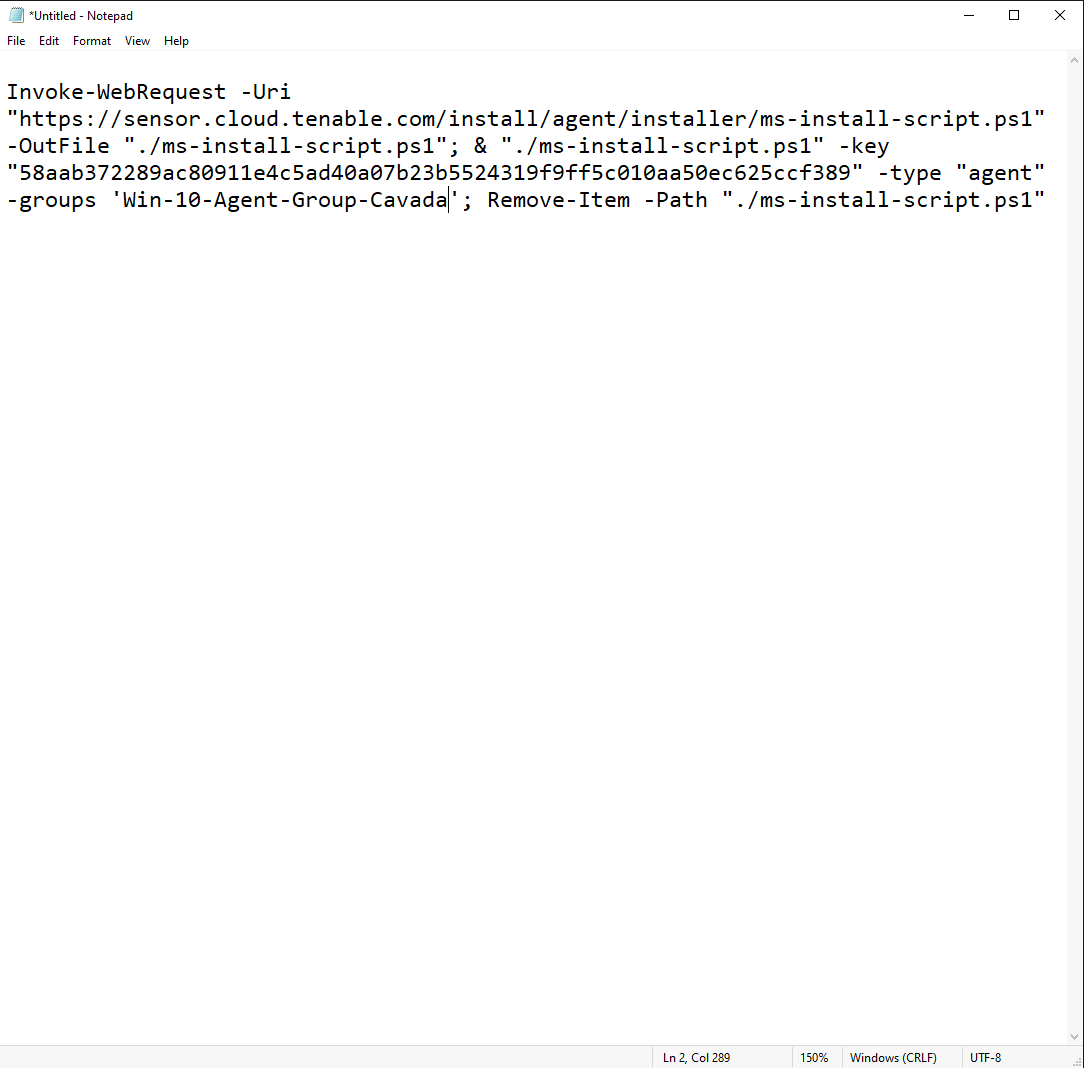 *Untitled - Notepad
File Edit Format View Help
Invoke-WebRequest -Uri
"https://sensor.cloud.tenable.com/install/agent/installer/ms-install-script.ps1"
-OutFile "./ms-install-script.ps1"; & "./ms-install-script.ps1" -key
"58aab372289ac80911e4c5ad40a07b23b5524319f9ff5c010aa50ec625ccf389" -type "agent"
-groups 'Win-10-Agent-Group-Cavada'; Remove-Item -Path "./ms-install-script.ps1"
Ln 2, Col 289 150% Windows (CRLF) UTF-8